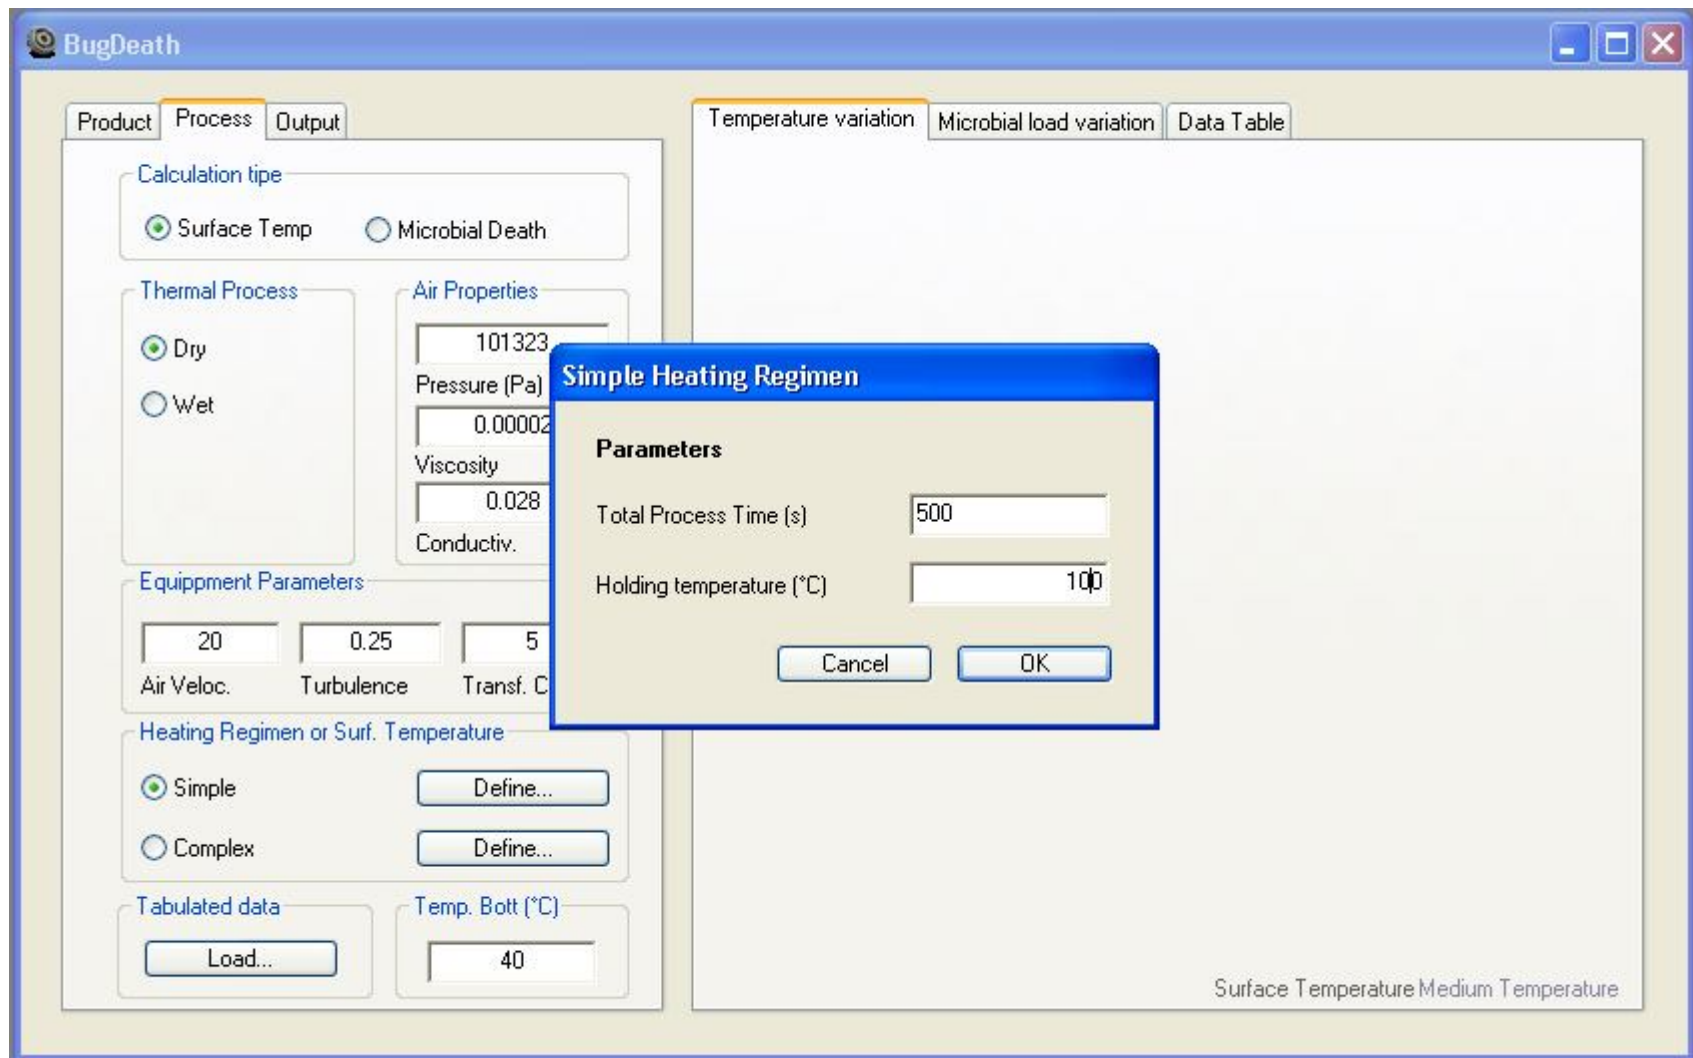 BugDeath
Product Process Output
Calculation tipe
Surface Temp Microbial Death
Thermal Process
Dry
Wet
Air Properties
101323
Pressure (Pa)
0.00002
Viscosity
0.028
Conductiv.
Equippment Parameters
20 0.25 5
Air Veloc. Turbulence Transf. C
Heating Regimen or Surf. Temperature
Simple Define...
Complex Define...
Tabulated data
Load...
Temp. Bott (°C)
40
Temperature variation Microbial load variation Data Table
Surface Temperature Medium Temperature
Simple Heating Regimen
Parameters
Total Process Time (s) 500
Holding temperature (°C) 100
Cancel OK